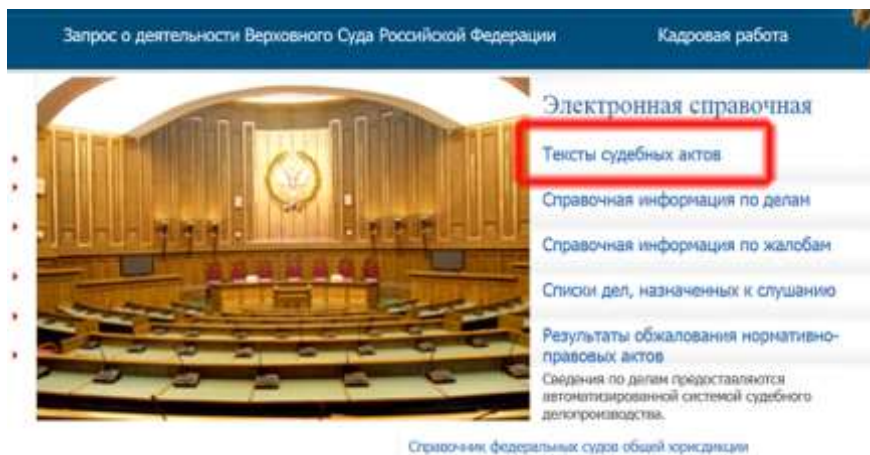 Запрос о деятельности Верховного Суда Российской Федерации
Кадровая работа
Электронная справочная
Тексты судебных актов
Справочная информация по делам
Справочная информация по жалобам
Списки дел, назначенных к слушанию
Результаты обжалования нормативно-
правовых актов
Сведения по делам предоставляются
автоматизированной системой судебного
делопроизводства.
Справочник федеральных судов общей юрисдикции